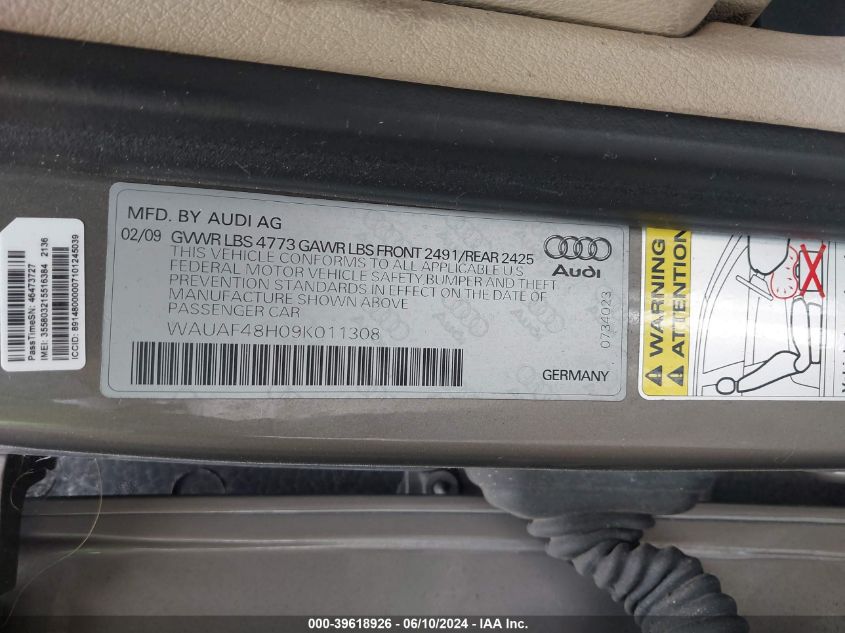 MFD. BY AUDI AG
02/09 GVWR LBS 4773 GAWR LBS FRONT 2491/REAR 2425
THIS VEHICLE CONFORMS TO ALL APPLICABLE U.S
FEDERAL MOTOR VEHICLE SAFETY BUMPER AND THEFT
PREVENTION STANDARDS IN EFFECT ON THE DATE OF
MANUFACTURE SHOWN ABOVE
PASSENGER CAR
WAUAF48H09K011308
Audi
0734023
GERMANY
PassTimeSN: 46473727
IMEI: 355803215516384 2136
ICCID: 89148000007101245039
WARNING
ATTENTION
000-39618926 - 06/10/2024 - IAA Inc.